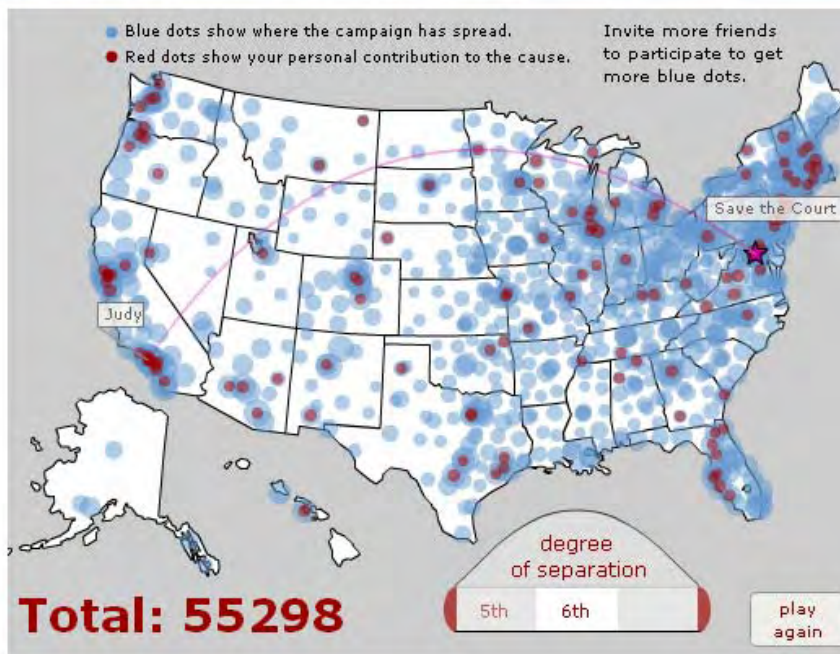 Blue dots show where the campaign has spread.
Red dots show your personal contribution to the cause.
Invite more friends
to participate to get
more blue dots.
Save the Court
Judy
degree
of separation
5th
6th
Total: 55298
play
again